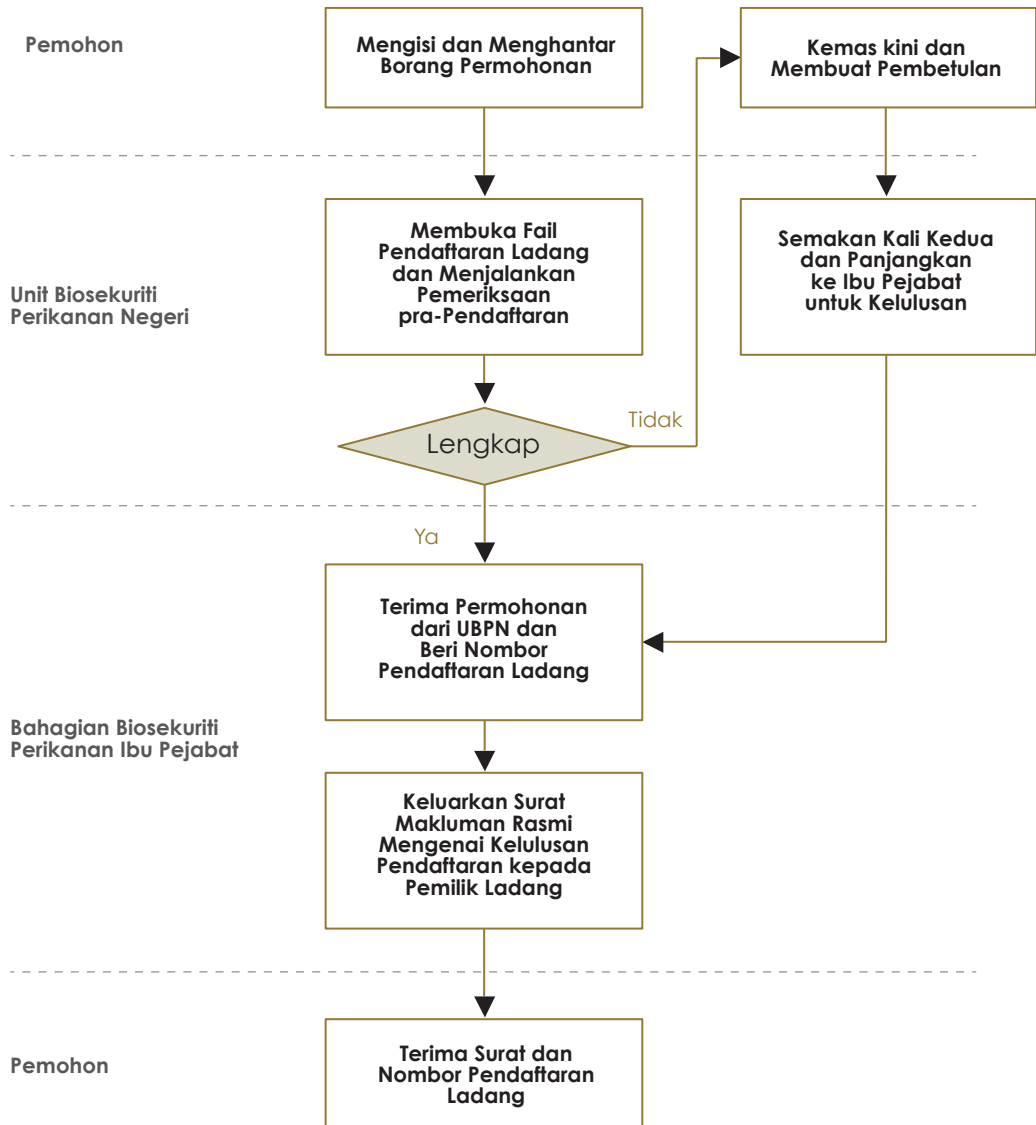 Pemohon
Mengisi dan Menghantar
Borang Permohonan
Kemas kini dan
Membuat Pembetulan
Unit Biosekuriti
Perikanan Negeri
Membuka Fail
Pendaftaran Ladang
dan Menjalankan
Pemeriksaan
pra-Pendaftaran
Semakan Kali Kedua
dan Panjangkan
ke Ibu Pejabat
untuk Kelulusan
Lengkap
Tidak
Ya
Bahagian Biosekuriti
Perikanan Ibu Pejabat
Terima Permohonan
dari UBPN dan
Beri Nombor
Pendaftaran Ladang
Keluarkan Surat
Makluman Rasmi
Mengenai Kelulusan
Pendaftaran kepada
Pemilik Ladang
Pemohon
Terima Surat dan
Nombor Pendaftaran
Ladang